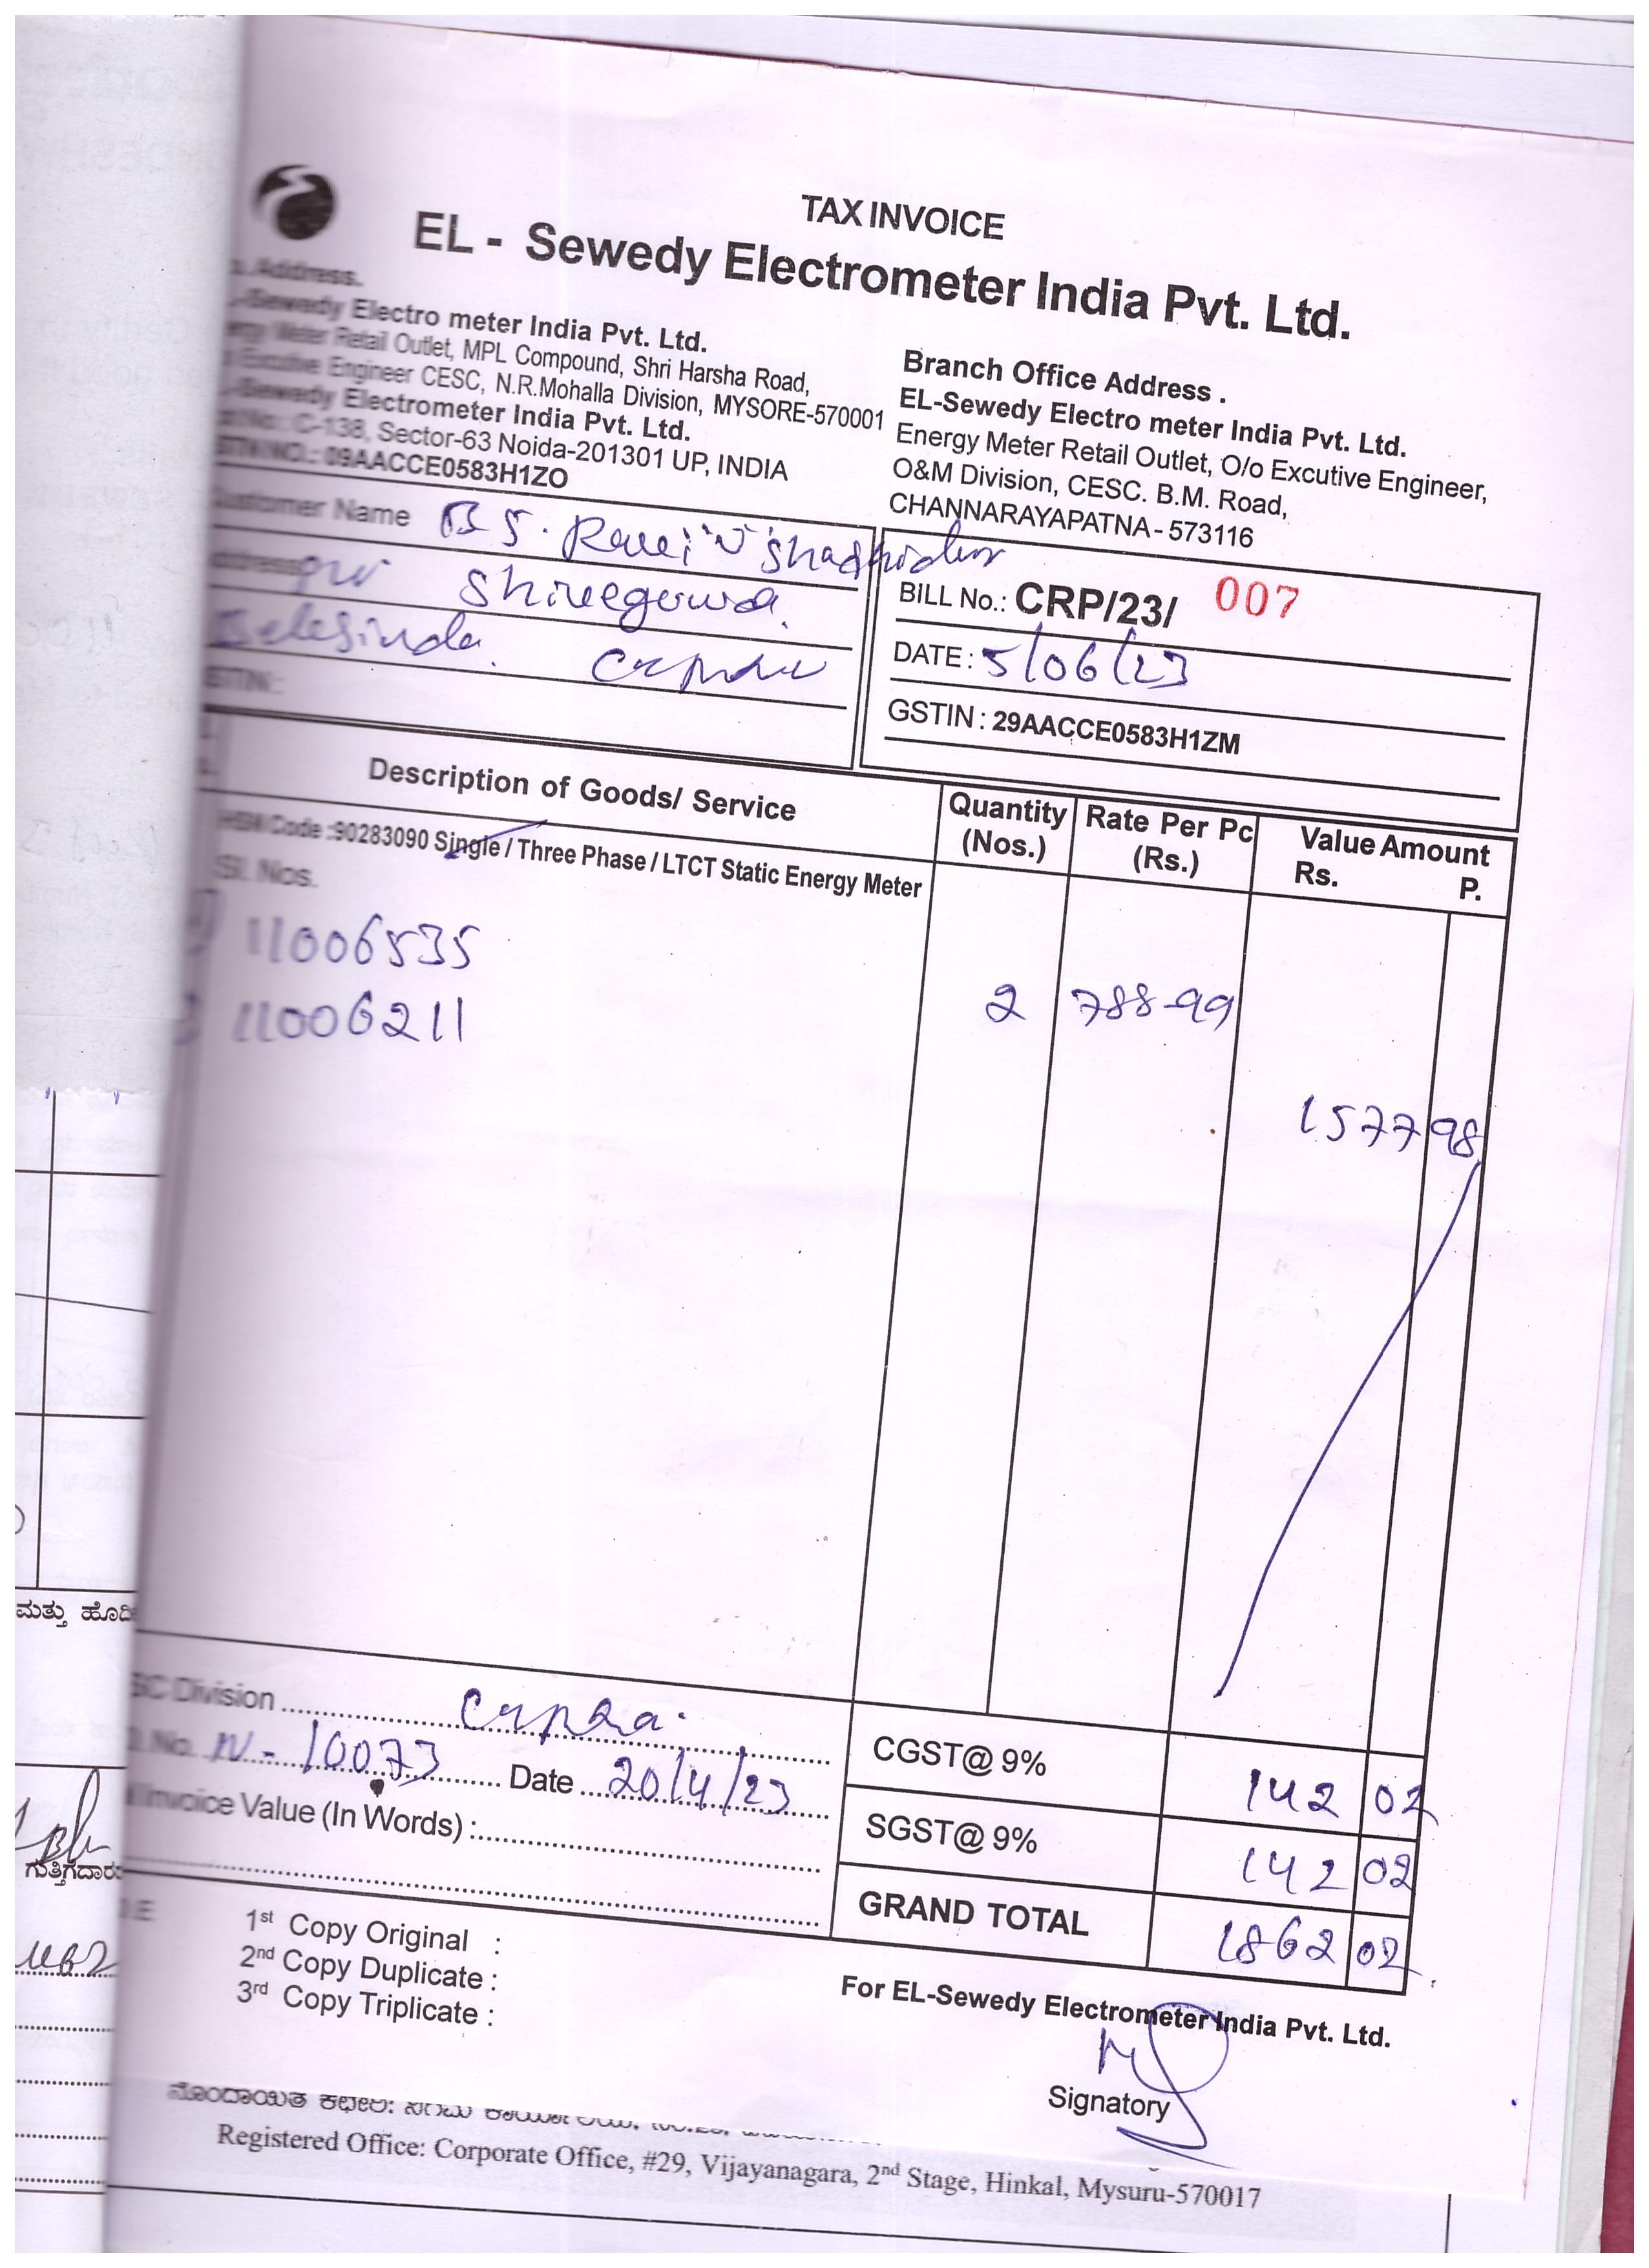 TAX INVOICE
EL - Sewedy Electrometer India Pvt. Ltd.
Address.
Sewedy Electro meter India Pvt. Ltd.
Meter Retail Outlet, MPL Compound, Shri Harsha Road,
Engineer CESC, N.R.Mohalla Division, MYSORE-570001
Sewedy Electrometer India Pvt. Ltd.
C-138, Sector-63 Noida-201301 UP, INDIA
09AACCE0583H1ZO
Branch Office Address .
EL-Sewedy Electro meter India Pvt. Ltd.
Energy Meter Retail Outlet, O/o Excutive Engineer,
O&M Division, CESC. B.M. Road,
CHANNARAYAPATNA - 573116
Customer Name
Shreegowda.
BILL No.: CRP/23/ 007
DATE : 5/06/23
GSTIN : 29AACCE0583H1ZM
Description of Goods/ Service Quantity (Nos.) Rate Per Pc (Rs.) Value Amount Rs. P.
HSN Code :90283090 Single / Three Phase / LTCT Static Energy Meter
Sl. Nos.
11006535
11006211 2 788-99
1577 98
Division
N-10073 Date 20/4/23
Invoice Value (In Words) :
CGST@ 9% 142 02
SGST@ 9% 142 02
GRAND TOTAL 1862 02
1st Copy Original :
2nd Copy Duplicate :
3rd Copy Triplicate :
For EL-Sewedy Electrometer India Pvt. Ltd.
Signatory
Registered Office: Corporate Office, #29, Vijayanagara, 2nd Stage, Hinkal, Mysuru-570017
ಮತ್ತು